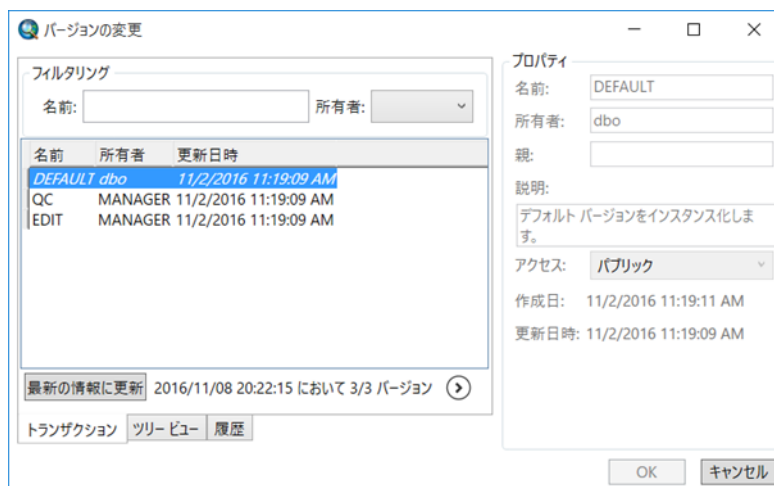 バージョンの変更
フィルタリング
名前:
所有者:
名前 所有者 更新日時
DEFAULT dbo 11/2/2016 11:19:09 AM
QC MANAGER 11/2/2016 11:19:09 AM
EDIT MANAGER 11/2/2016 11:19:09 AM
最新の情報に更新 2016/11/08 20:22:15 において 3/3 バージョン
トランザクション ツリー ビュー 履歴
プロパティ
名前: DEFAULT
所有者: dbo
親:
説明:
デフォルト バージョンをインスタンス化しま
す。
アクセス: パブリック
作成日: 11/2/2016 11:19:11 AM
更新日時: 11/2/2016 11:19:09 AM
OK キャンセル